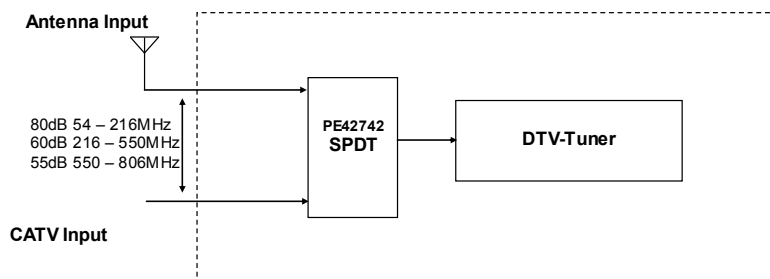 Antenna Input
80dB 54 – 216MHz
60dB 216 – 550MHz
55dB 550 – 806MHz
CATV Input
PE42742
SPDT
DTV-Tuner